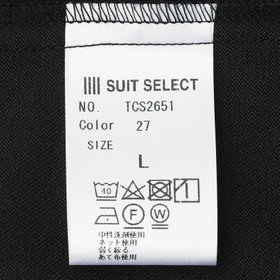 SUIT SELECT
NO. TCS2651
Color 27
SIZE
L
40
F W
中性洗剤使用
ネット使用
弱く絞る
あて布使用